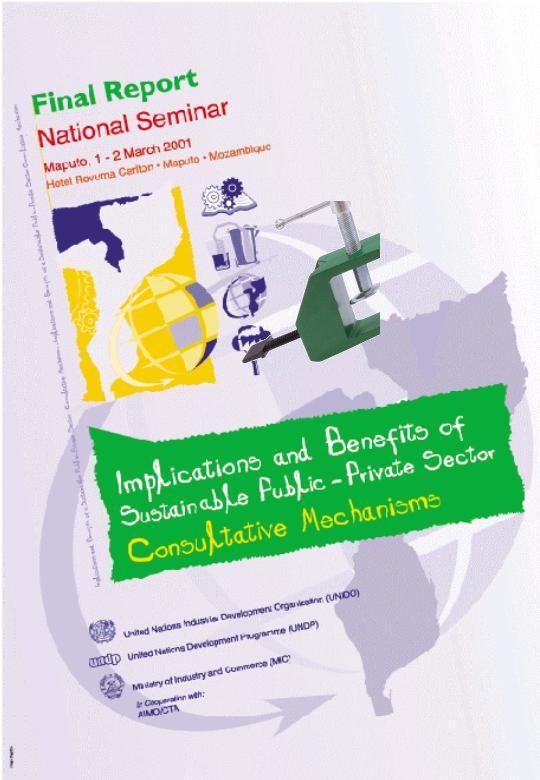 Final Report
National Seminar
Maputo, 1 - 2 March 2001
Hotel Rovuma Carlton • Maputo • Mozambique
Implications and Benefits of
Sustainable Public - Private Sector
Consultative Mechanisms
United Nations Industrial Development Organization (UNIDO)
undp United Nations Development Programme (UNDP)
Ministry of Industry and Commerce (MIC)
In Cooperation with:
AIMO/CTA